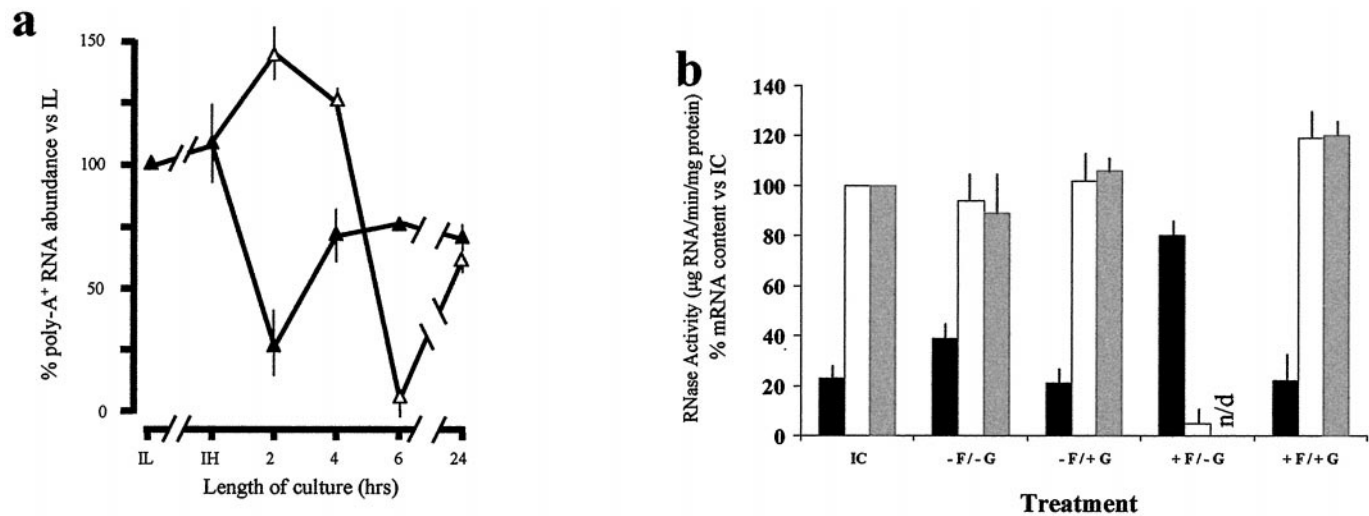 a
% poly-A⁺ RNA abundance vs IL
150
100
50
0
IL IH 2 4 6 24
Length of culture (hrs)
b
RNase Activity (µg RNA/min/mg protein)
% mRNA content vs IC
140
120
100
80
60
40
20
0
n/d
IC - F / - G - F / + G + F / - G + F / + G
Treatment